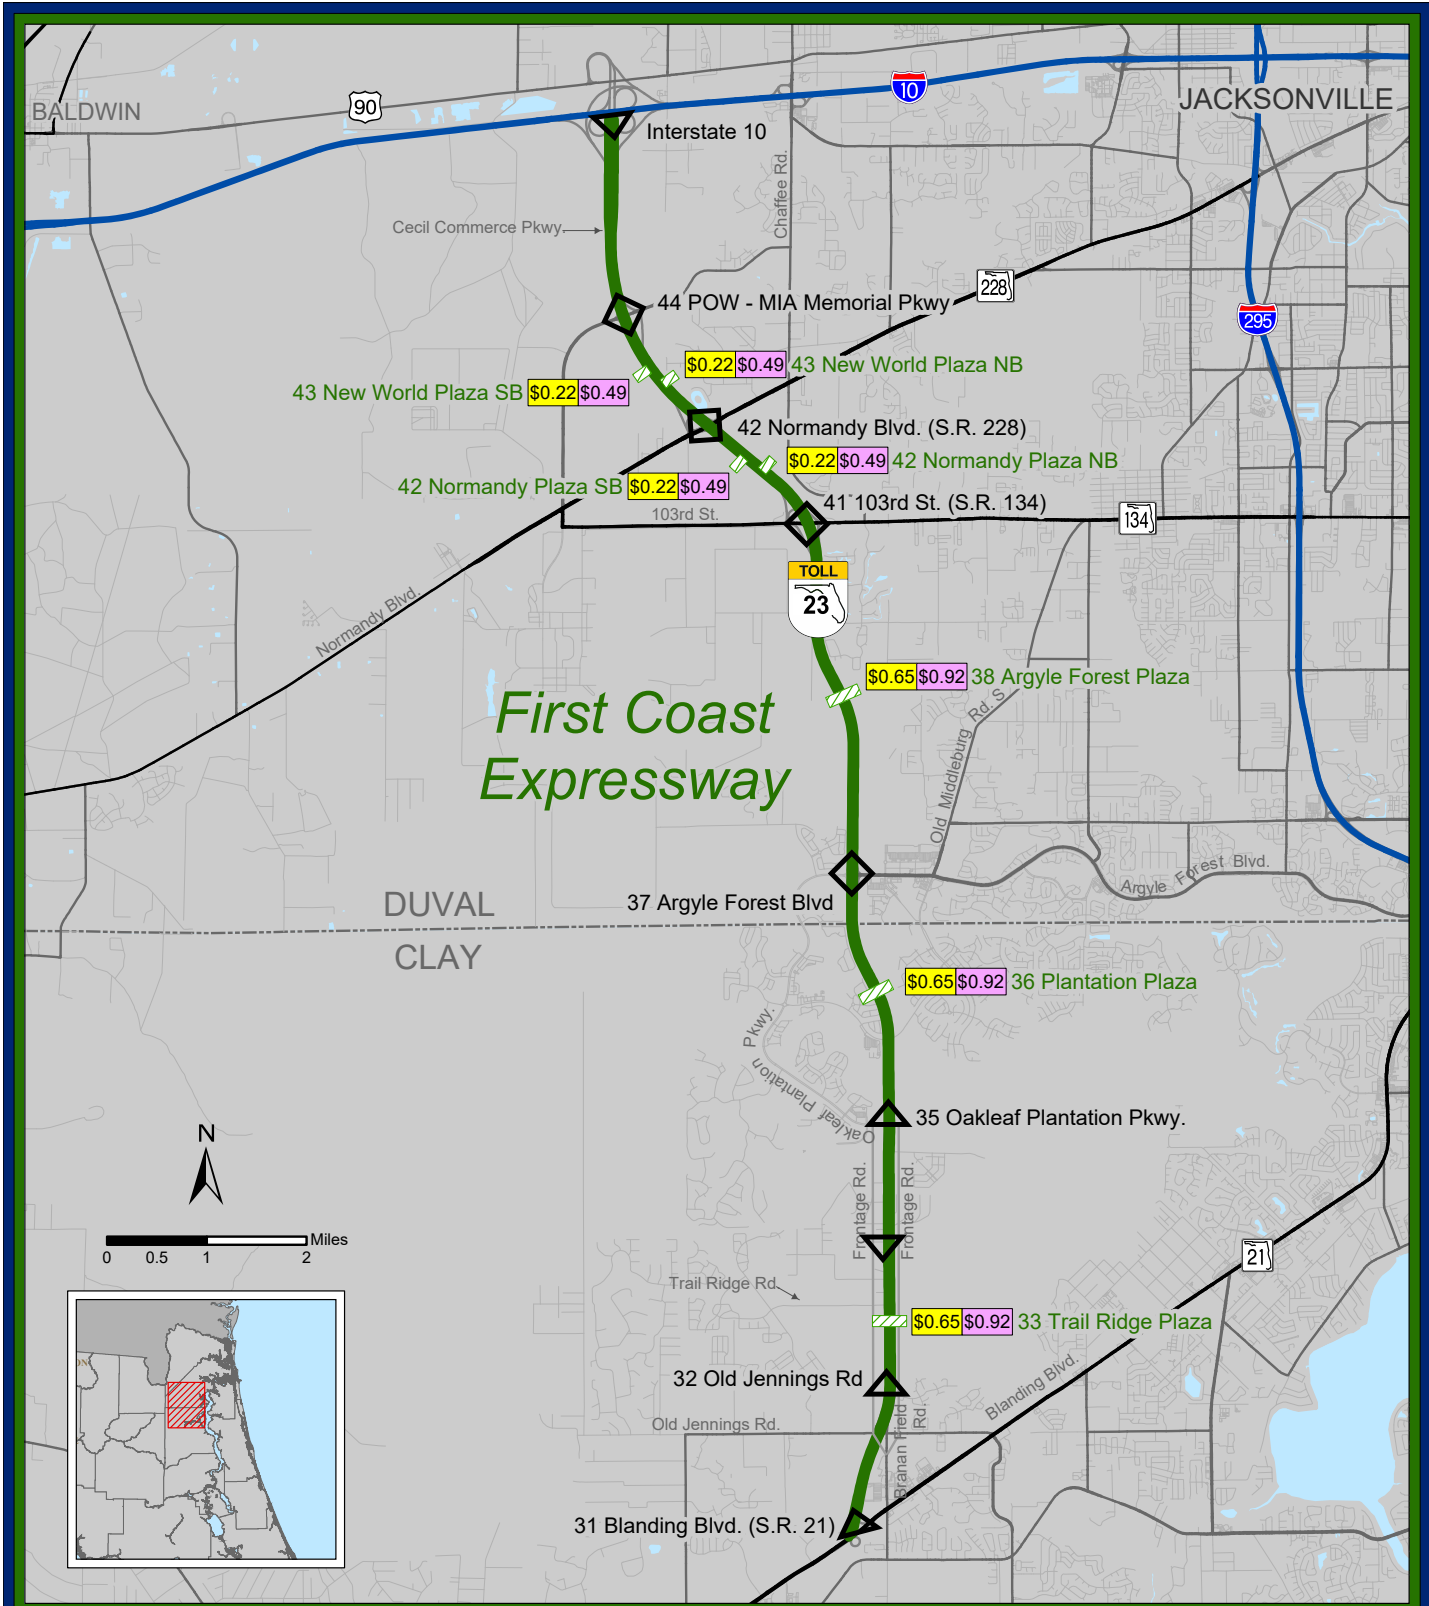 BALDWIN
90
10
JACKSONVILLE
Interstate 10
Chaffee Rd.
Cecil Commerce Pkwy.
228
44 POW - MIA Memorial Pkwy
295
$0.22 $0.49 43 New World Plaza NB
43 New World Plaza SB $0.22 $0.49
42 Normandy Blvd. (S.R. 228)
$0.22 $0.49 42 Normandy Plaza NB
42 Normandy Plaza SB $0.22 $0.49
41 103rd St. (S.R. 134)
103rd St.
134
TOLL
23
Normandy Blvd.
$0.65 $0.92 38 Argyle Forest Plaza
First Coast
Expressway
Old Middleburg Rd. S
Argyle Forest Blvd.
37 Argyle Forest Blvd
DUVAL
CLAY
$0.65 $0.92 36 Plantation Plaza
Oakleaf Plantation Pkwy.
35 Oakleaf Plantation Pkwy.
N
Frontage Rd.
Frontage Rd.
Miles
0 0.5 1 2
21
Trail Ridge Rd.
$0.65 $0.92 33 Trail Ridge Plaza
32 Old Jennings Rd
Blanding Blvd.
Old Jennings Rd.
Branan Field Rd.
31 Blanding Blvd. (S.R. 21)